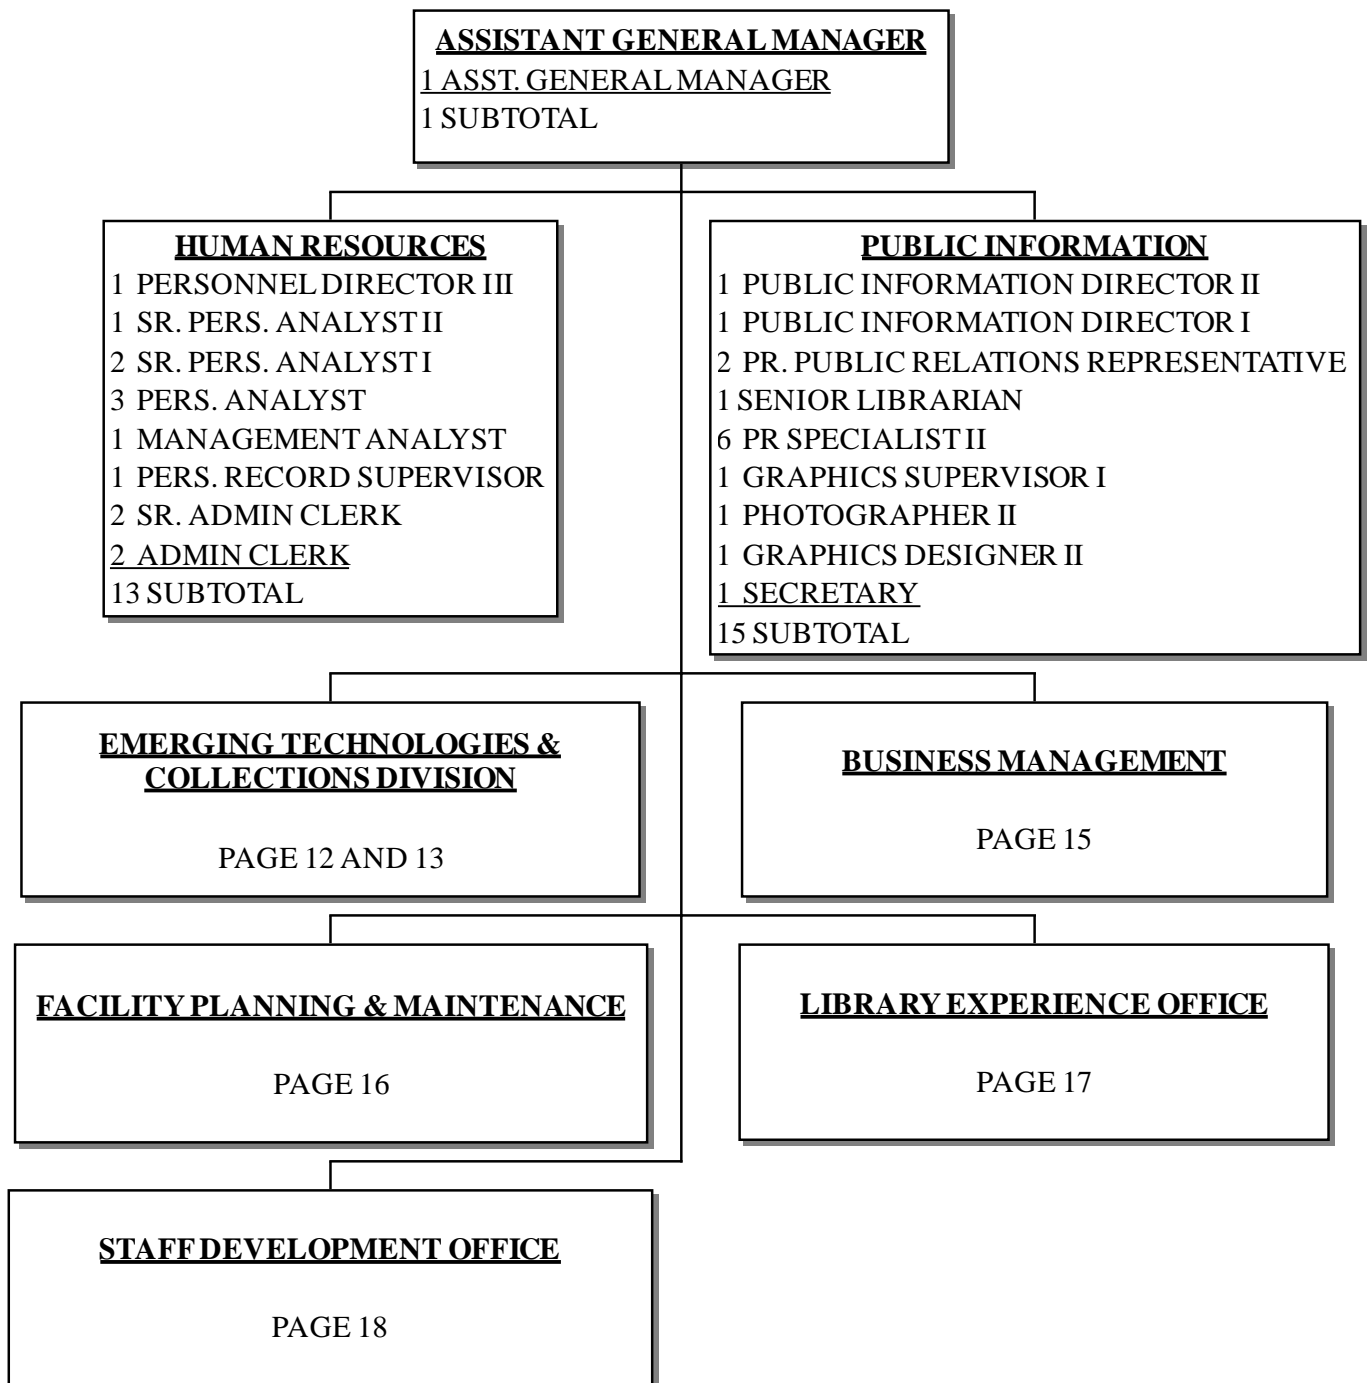 ASSISTANT GENERAL MANAGER
1 ASST. GENERAL MANAGER
1 SUBTOTAL
HUMAN RESOURCES
1 PERSONNEL DIRECTOR III
1 SR. PERS. ANALYST II
2 SR. PERS. ANALYST I
3 PERS. ANALYST
1 MANAGEMENT ANALYST
1 PERS. RECORD SUPERVISOR
2 SR. ADMIN CLERK
2 ADMIN CLERK
13 SUBTOTAL
PUBLIC INFORMATION
1 PUBLIC INFORMATION DIRECTOR II
1 PUBLIC INFORMATION DIRECTOR I
2 PR. PUBLIC RELATIONS REPRESENTATIVE
1 SENIOR LIBRARIAN
6 PR SPECIALIST II
1 GRAPHICS SUPERVISOR I
1 PHOTOGRAPHER II
1 GRAPHICS DESIGNER II
1 SECRETARY
15 SUBTOTAL
EMERGING TECHNOLOGIES &
COLLECTIONS DIVISION
PAGE 12 AND 13
BUSINESS MANAGEMENT
PAGE 15
FACILITY PLANNING & MAINTENANCE
PAGE 16
LIBRARY EXPERIENCE OFFICE
PAGE 17
STAFF DEVELOPMENT OFFICE
PAGE 18